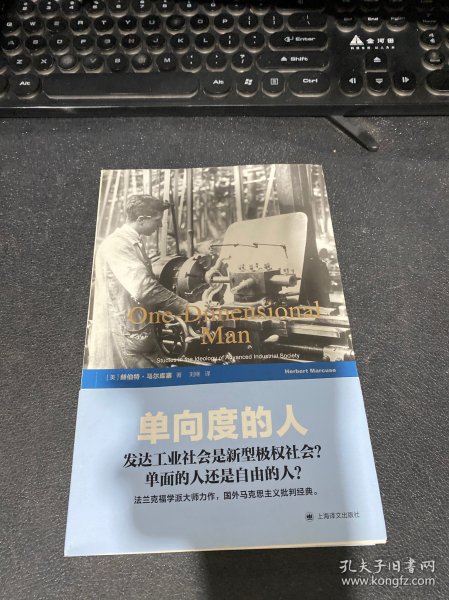 Enter
金河田
Shift
Alt
Alt
Ctrl
One-Dimensional
Man
Studies in the Ideology of Advanced Industrial Society
[美]赫伯特·马尔库塞 著 刘继 译
Herbert Marcuse
单向度的人
发达工业社会是新型极权社会?
单面的人还是自由的人?
法兰克福学派大师力作，国外马克思主义批判经典。
上海译文出版社
孔夫子旧书网
www.kongfz.com